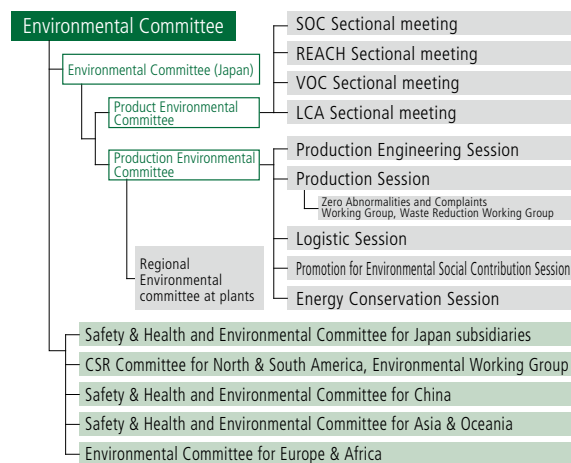 Environmental Committee
Environmental Committee (Japan)
Product Environmental
Committee
SOC Sectional meeting
REACH Sectional meeting
VOC Sectional meeting
LCA Sectional meeting
Production Environmental
Committee
Production Engineering Session
Production Session
Zero Abnormalities and Complaints
Working Group, Waste Reduction Working Group
Logistic Session
Promotion for Environmental Social Contribution Session
Energy Conservation Session
Regional
Environmental
committee at plants
Safety & Health and Environmental Committee for Japan subsidiaries
CSR Committee for North & South America, Environmental Working Group
Safety & Health and Environmental Committee for China
Safety & Health and Environmental Committee for Asia & Oceania
Environmental Committee for Europe & Africa